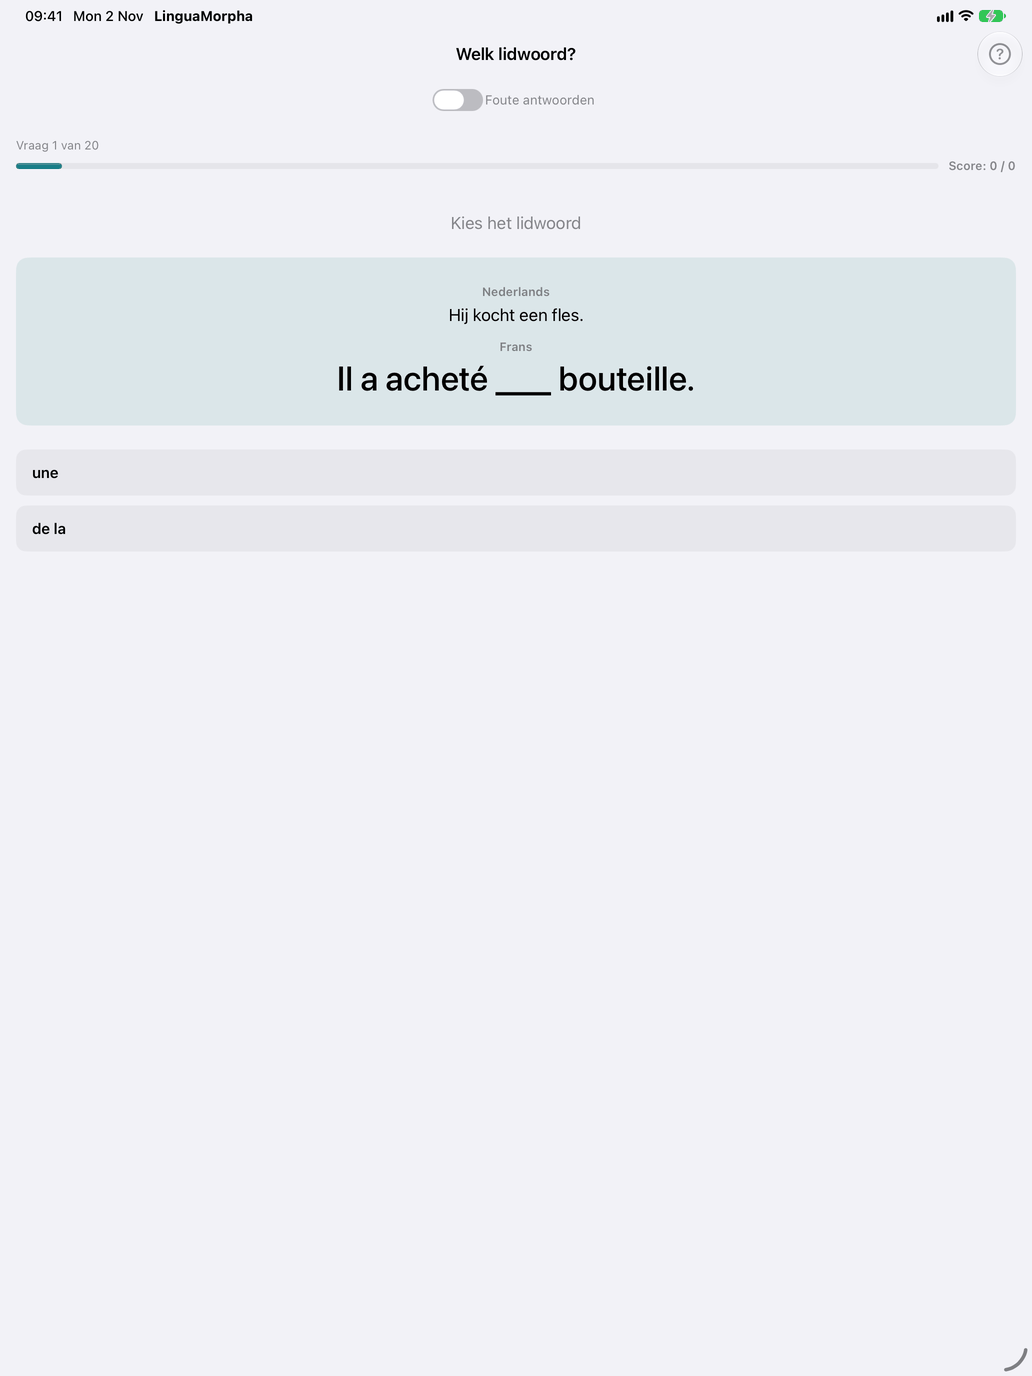 09:41 Mon 2 Nov LinguaMorpha
Welk lidwoord?
Foute antwoorden
Vraag 1 van 20
Score: 0 / 0
Kies het lidwoord
Nederlands
Hij kocht een fles.
Frans
Il a acheté ____ bouteille.
une
de la